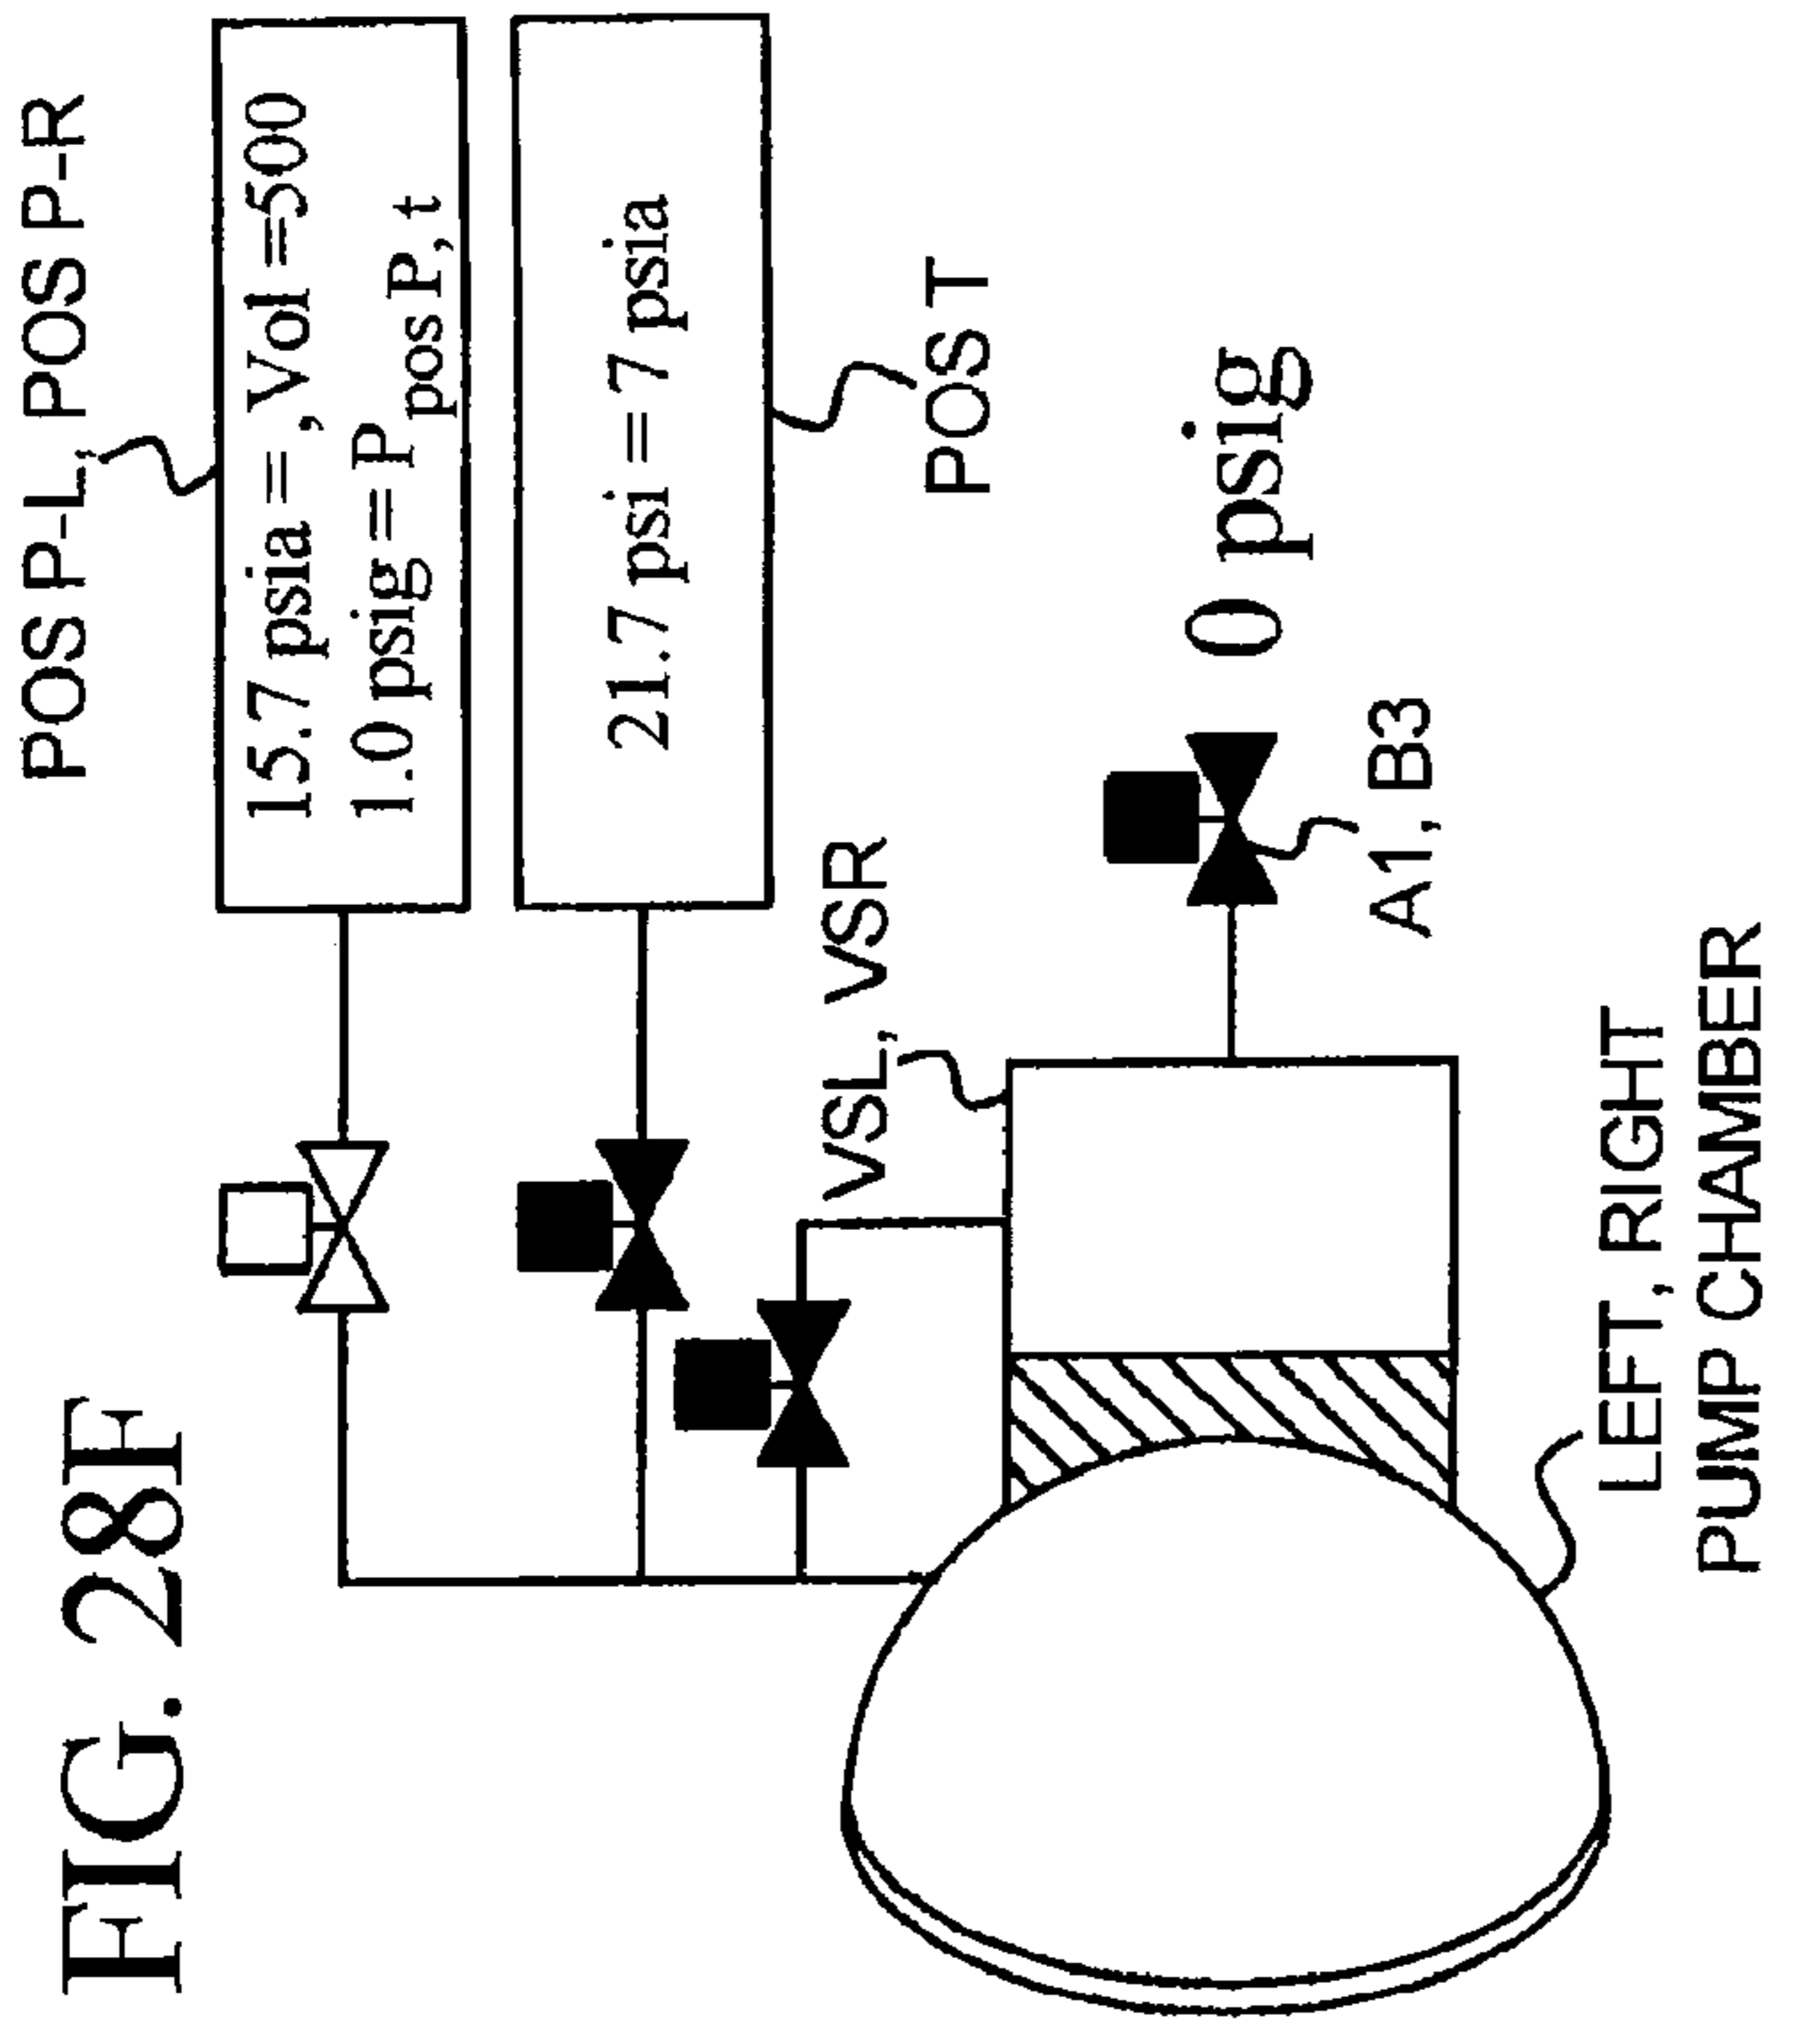 FIG. 28F
POS P-L, POS P-R
15.7 psia = , Vol =500
1.0 psig = P pos P, t
21.7 psi = 7 psia
POS T
VSL, VSR
0 psig
A1, B3
LEFT, RIGHT
PUMP CHAMBER